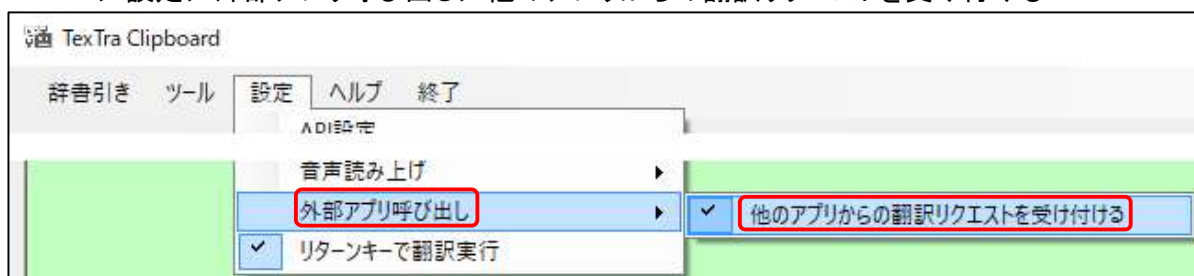 TexTra Clipboard
辞書引き ツール 設定 ヘルプ 終了
API設定
音声読み上げ
外部アプリ呼び出し 他のアプリからの翻訳リクエストを受け付ける
リターンキーで翻訳実行